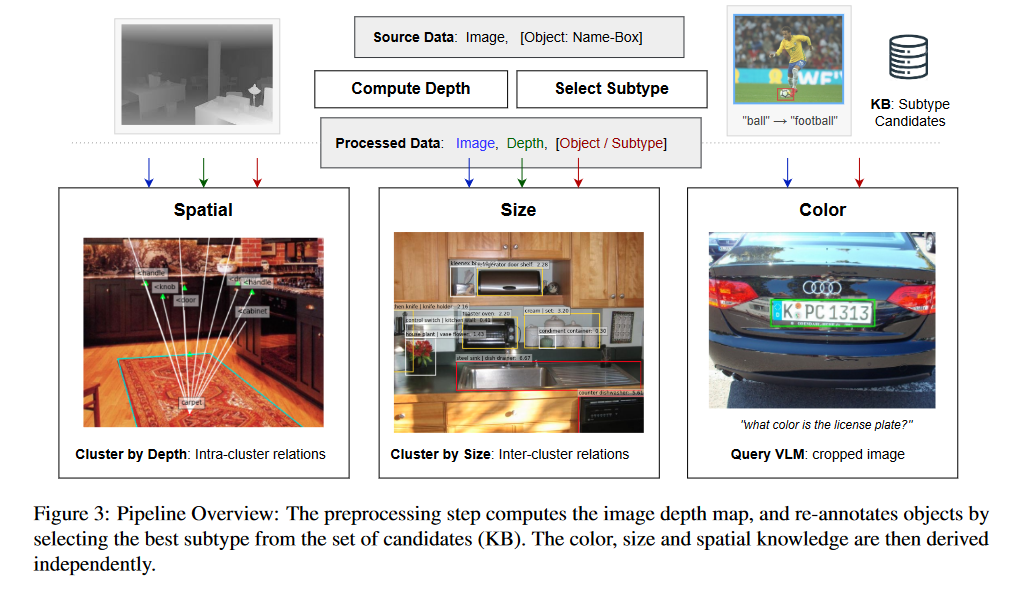 Source Data: Image, [Object: Name-Box]
Compute Depth
Select Subtype
"ball" → "football"
KB: Subtype
Candidates
Processed Data: Image, Depth, [Object / Subtype]
Spatial
<handle
<knob
<door
<handle
<cabinet
carpet
Cluster by Depth: Intra-cluster relations
Size
refrigerator door shelf: 2.28
knife | knife holder: 2.16
toaster oven: 2.20
cream | set: 3.20
control switch | kitchen wall: 0.41
house plant | vase flower: 1.45
condiment container: 0.30
steel sink | dish drainer: 6.07
counter dishwasher: 3.61
Cluster by Size: Inter-cluster relations
Color
K PC 1313
"what color is the license plate?"
Query VLM: cropped image
Figure 3: Pipeline Overview: The preprocessing step computes the image depth map, and re-annotates objects by
selecting the best subtype from the set of candidates (KB). The color, size and spatial knowledge are then derived
independently.